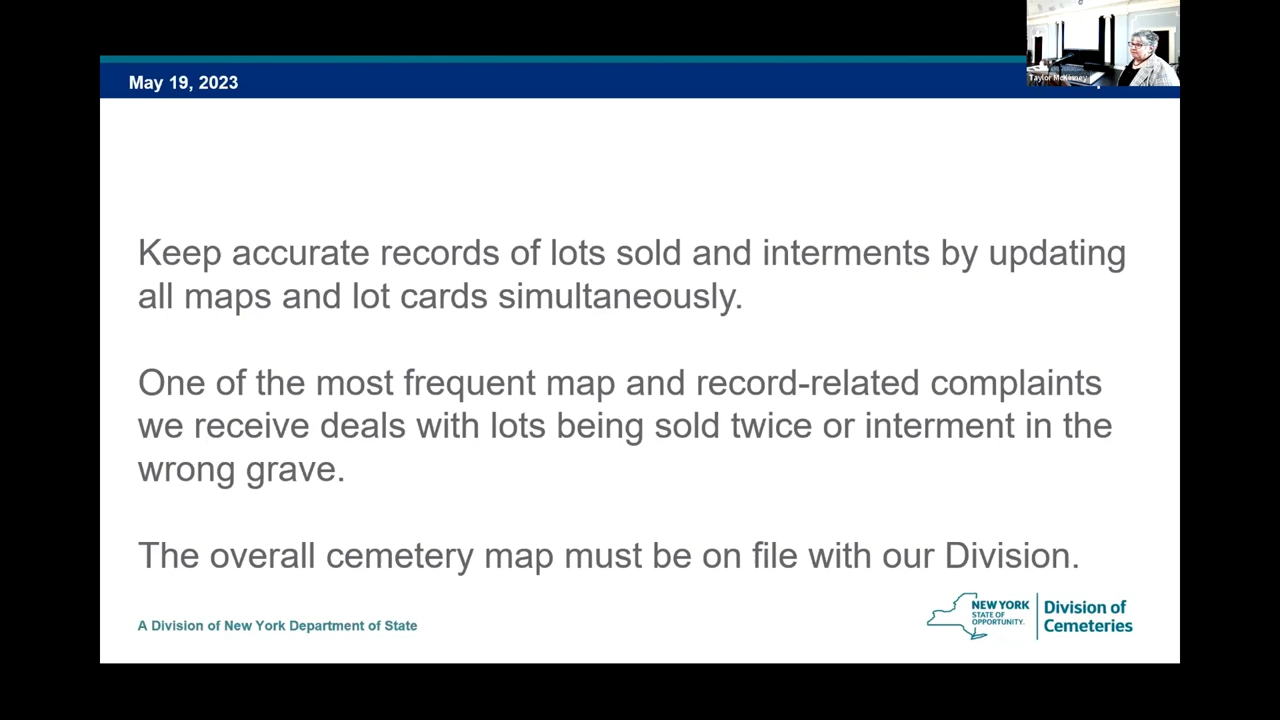 May 19, 2023
Taylor McKinney
Keep accurate records of lots sold and interments by updating
all maps and lot cards simultaneously.
One of the most frequent map and record-related complaints
we receive deals with lots being sold twice or interment in the
wrong grave.
The overall cemetery map must be on file with our Division.
A Division of New York Department of State
NEW YORK
STATE OF
OPPORTUNITY.
Division of
Cemeteries